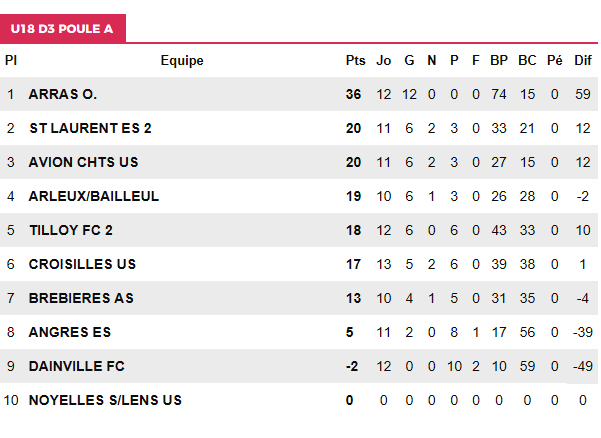 U18 D3 POULE A
Pl Equipe Pts Jo G N P F BP BC Pé Dif
1 ARRAS O. 36 12 12 0 0 0 74 15 0 59
2 ST LAURENT ES 2 20 11 6 2 3 0 33 21 0 12
3 AVION CHTS US 20 11 6 2 3 0 27 15 0 12
4 ARLEUX/BAILLEUL 19 10 6 1 3 0 26 28 0 -2
5 TILLOY FC 2 18 12 6 0 6 0 43 33 0 10
6 CROISILLES US 17 13 5 2 6 0 39 38 0 1
7 BREBIERES AS 13 10 4 1 5 0 31 35 0 -4
8 ANGRES ES 5 11 2 0 8 1 17 56 0 -39
9 DAINVILLE FC -2 12 0 0 10 2 10 59 0 -49
10 NOYELLES S/LENS US 0 0 0 0 0 0 0 0 0 0